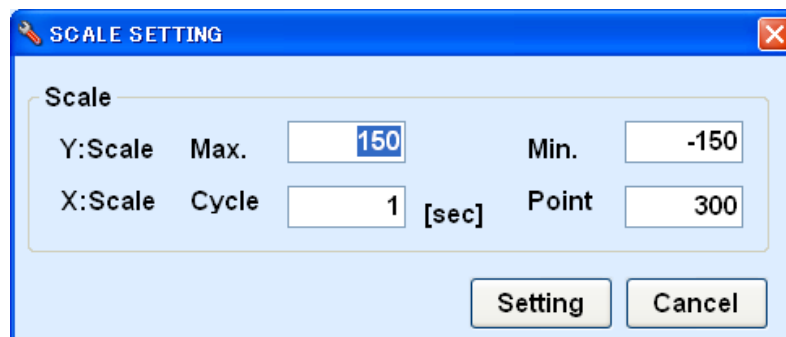 SCALE SETTING
Scale
Y:Scale Max. 150 Min. -150
X:Scale Cycle 1 [sec] Point 300
Setting Cancel